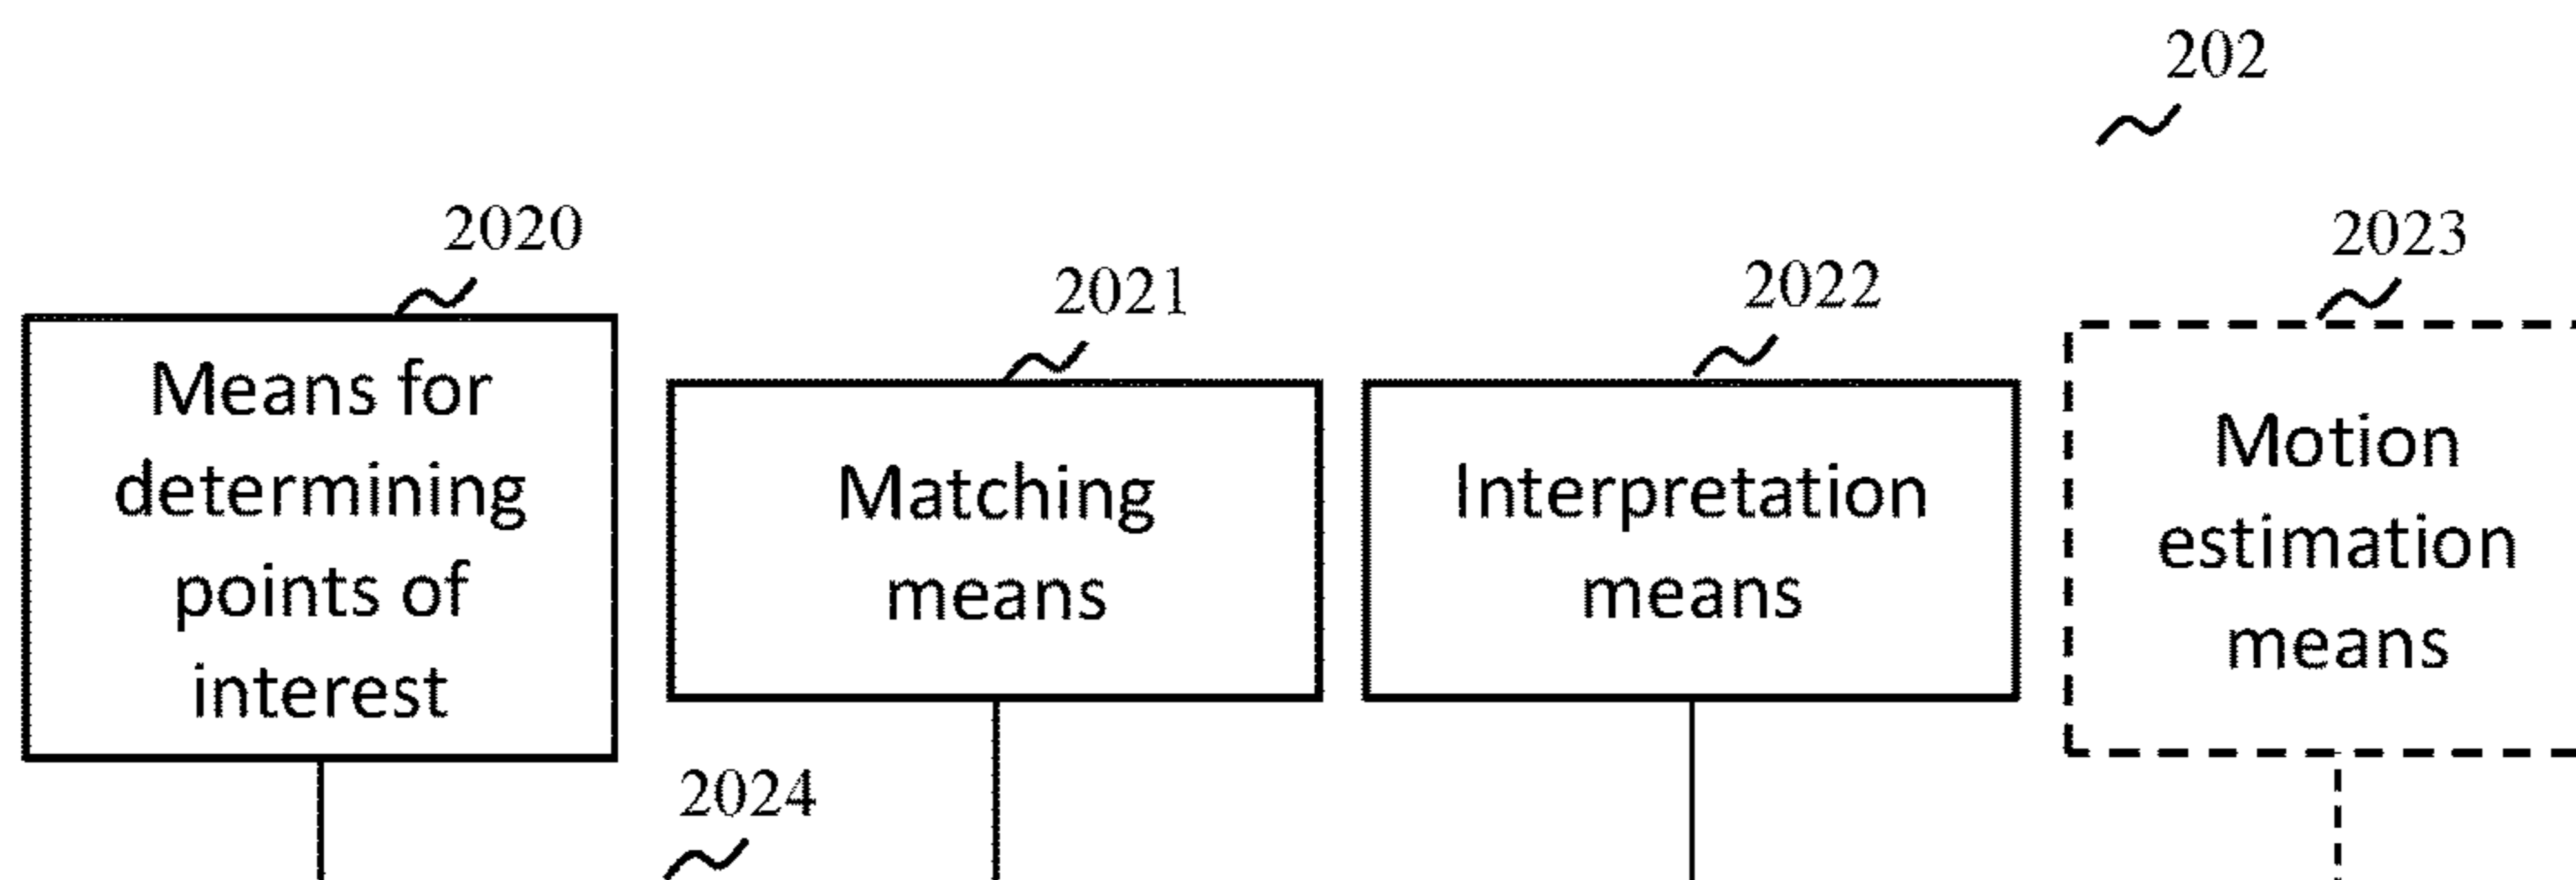 202
2020
Means for
determining
points of
interest
2021
Matching
means
2022
Interpretation
means
2023
Motion
estimation
means
2024